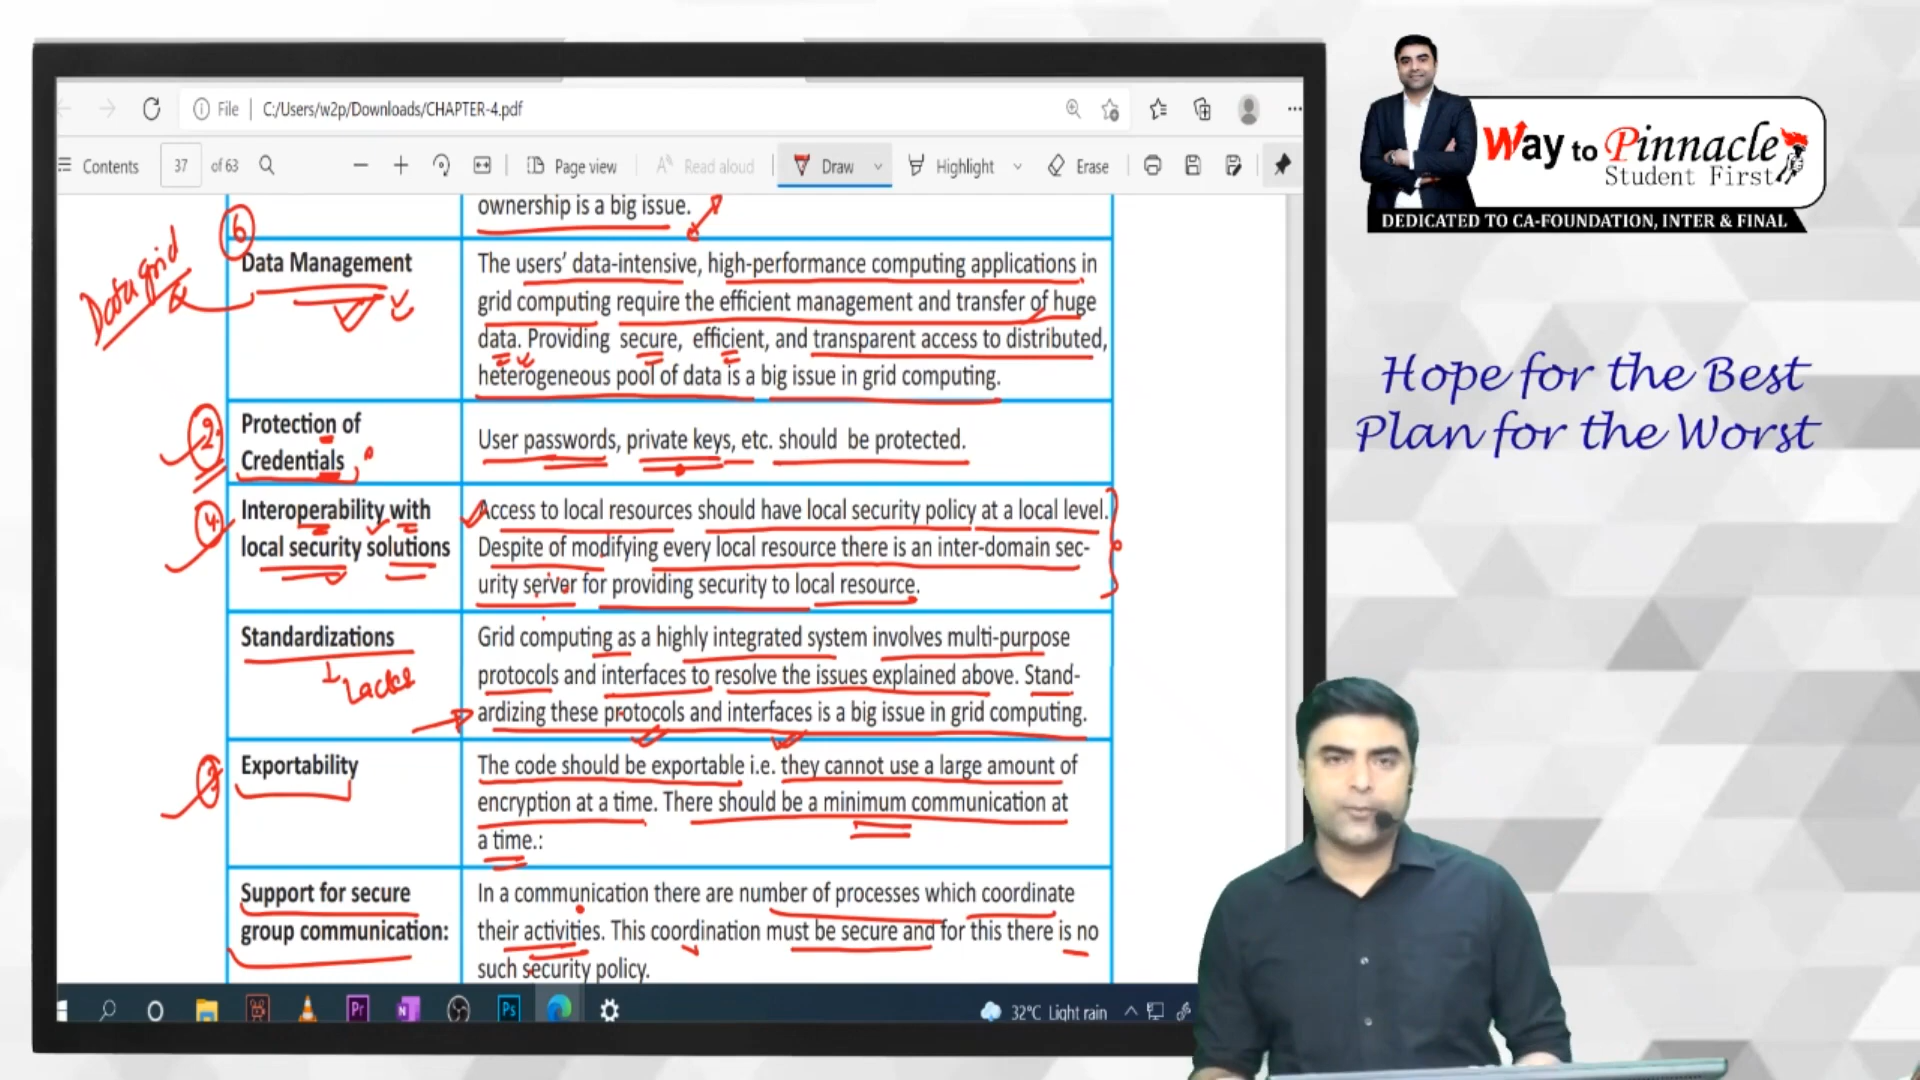 File | C:/Users/w2p/Downloads/CHAPTER-4.pdf
Contents 37 of 63 Page view Read aloud Draw Highlight Erase
ownership is a big issue.
6
Data grid
Data Management
The users' data-intensive, high-performance computing applications in
grid computing require the efficient management and transfer of huge
data. Providing secure, efficient, and transparent access to distributed,
heterogeneous pool of data is a big issue in grid computing.
2.
Protection of
Credentials
User passwords, private keys, etc. should be protected.
4.
Interoperability with
local security solutions
Access to local resources should have local security policy at a local level.
Despite of modifying every local resource there is an inter-domain sec-
urity server for providing security to local resource.
Standardizations
Lacks
Grid computing as a highly integrated system involves multi-purpose
protocols and interfaces to resolve the issues explained above. Stand-
ardizing these protocols and interfaces is a big issue in grid computing.
Exportability
The code should be exportable i.e. they cannot use a large amount of
encryption at a time. There should be a minimum communication at
a time.:
Support for secure
group communication:
In a communication there are number of processes which coordinate
their activities. This coordination must be secure and for this there is no
such security policy.
Pr
Ps
32°C Light rain
Way to Pinnacle
Student First
DEDICATED TO CA-FOUNDATION, INTER & FINAL
Hope for the Best
Plan for the Worst